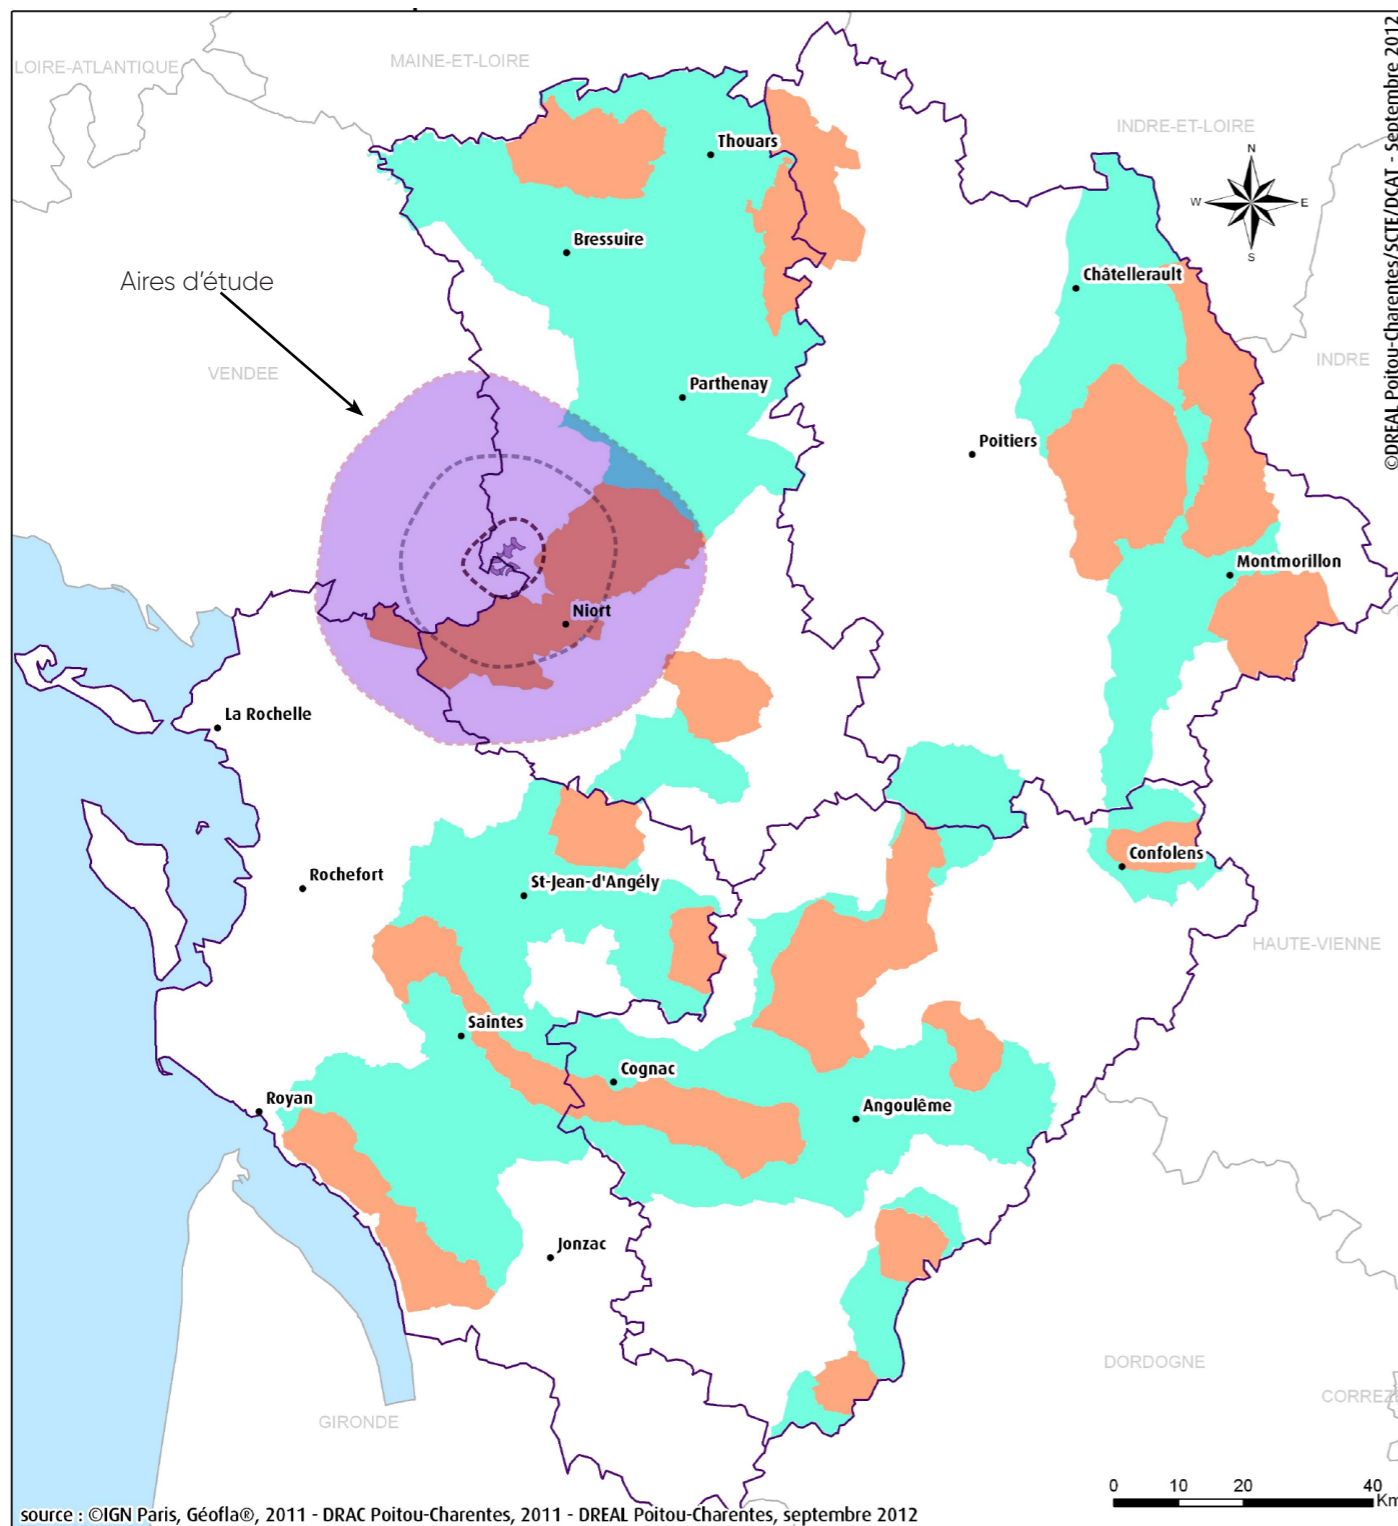 LOIRE-ATLANTIQUE
MAINE-ET-LOIRE
INDRE-ET-LOIRE
©DREAL Poitou-Charentes/SCTE/DCAT - Septembre 2012
Thouars
N
W
E
S
Bressuire
Châtellerault
Aires d'étude
VENDEE
INDRE
Parthenay
Poitiers
Montmorillon
Niort
La Rochelle
Confolens
Rochefort
St-Jean-d'Angély
HAUTE-VIENNE
Saintes
Cognac
Royan
Angoulême
Jonzac
DORDOGNE
CORREZE
GIRONDE
0 10 20 40
Km
source : ©IGN Paris, Géofla®, 2011 - DRAC Poitou-Charentes, 2011 - DREAL Poitou-Charentes, septembre 2012